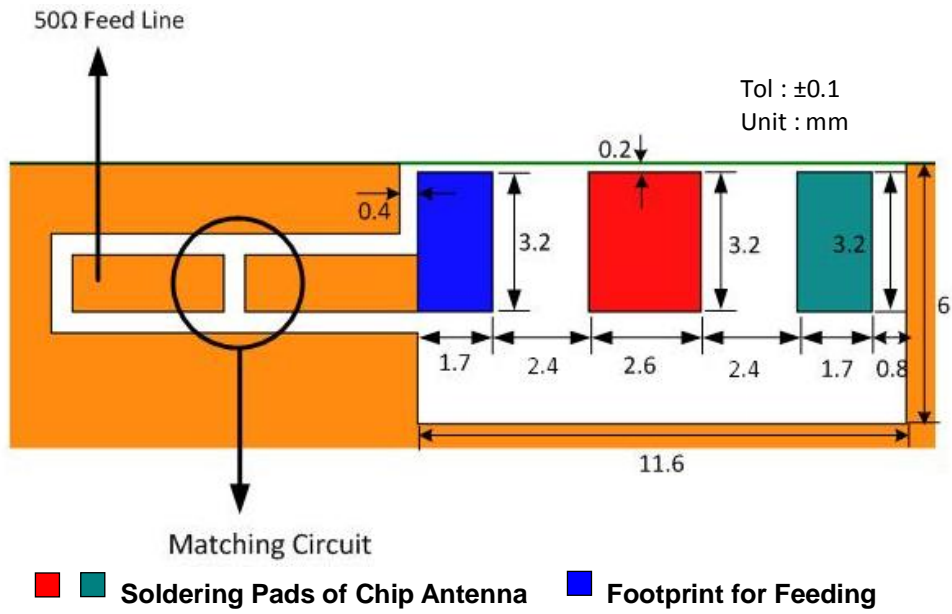 50Ω Feed Line
Tol : ±0.1
Unit : mm
0.2
0.4
3.2
3.2
3.2
6
1.7
2.4
2.6
2.4
1.7
0.8
11.6
Matching Circuit
Soldering Pads of Chip Antenna
Footprint for Feeding